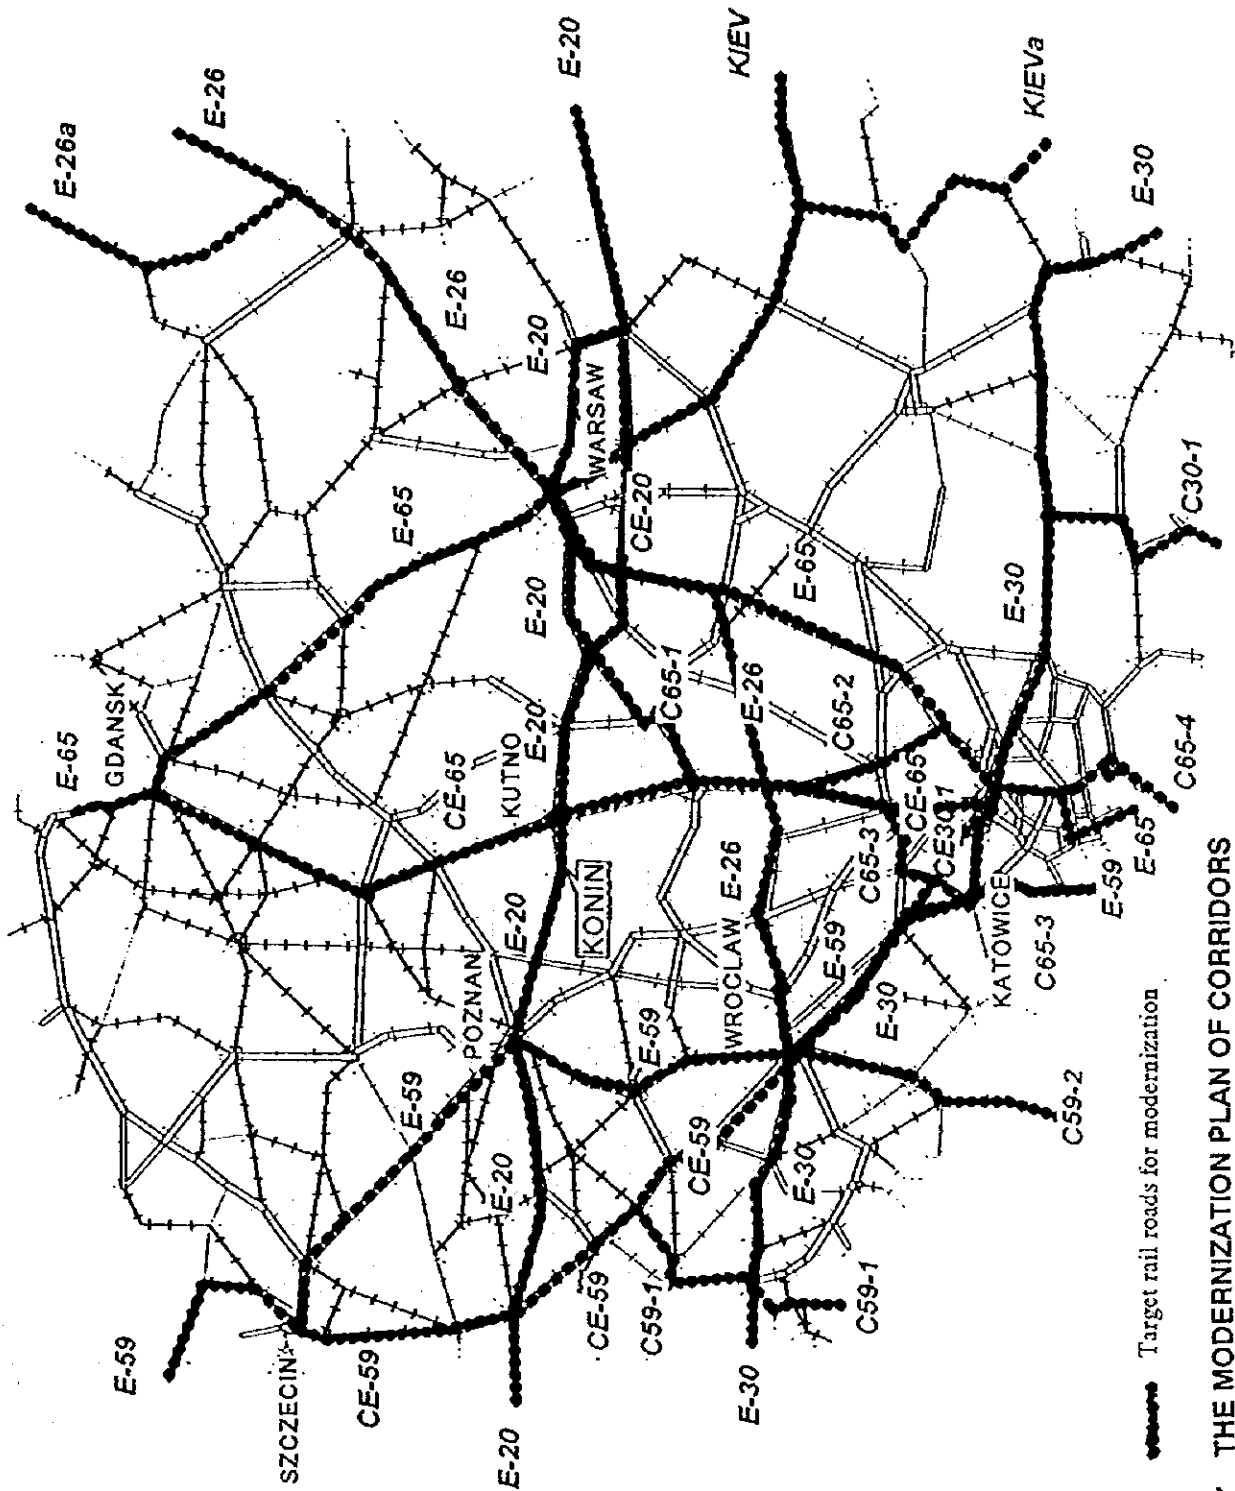 E-59
SZCZECIN
CE-59
E-20
E-59
E-20
CE-59
C59-1
E-30
C59-1
POZNAN
E-59
CE-59
E-30
C59-2
E-65
GDANSK
CE-65
KUTNO
E-20
E-20
KONIN
WROCLAW
E-26
E-59
E-30
C65-3
CE-65
CE30-1
KATOWICE
C65-3
E-59
E-65
C65-4
E-65
E-20
C65-1
E-26
C65-2
E-65
E-30
C30-1
CE-20
WARSAW
E-20
E-26
E-26a
E-26
E-20
KIEV
KIEVa
E-30
Target rail roads for modernization
THE MODERNIZATION PLAN OF CORRIDORS